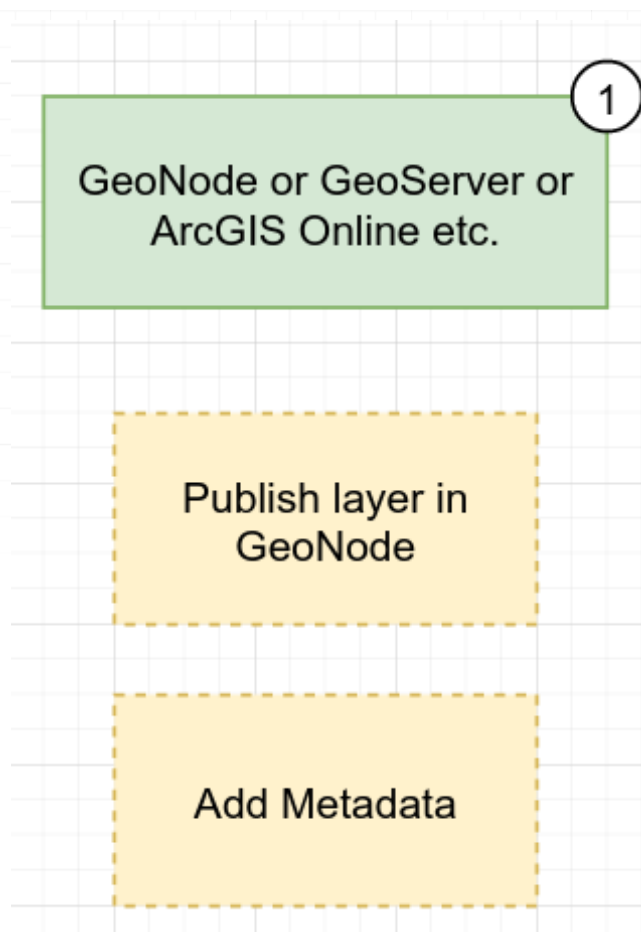 1
GeoNode or GeoServer or
ArcGIS Online etc.
Publish layer in
GeoNode
Add Metadata